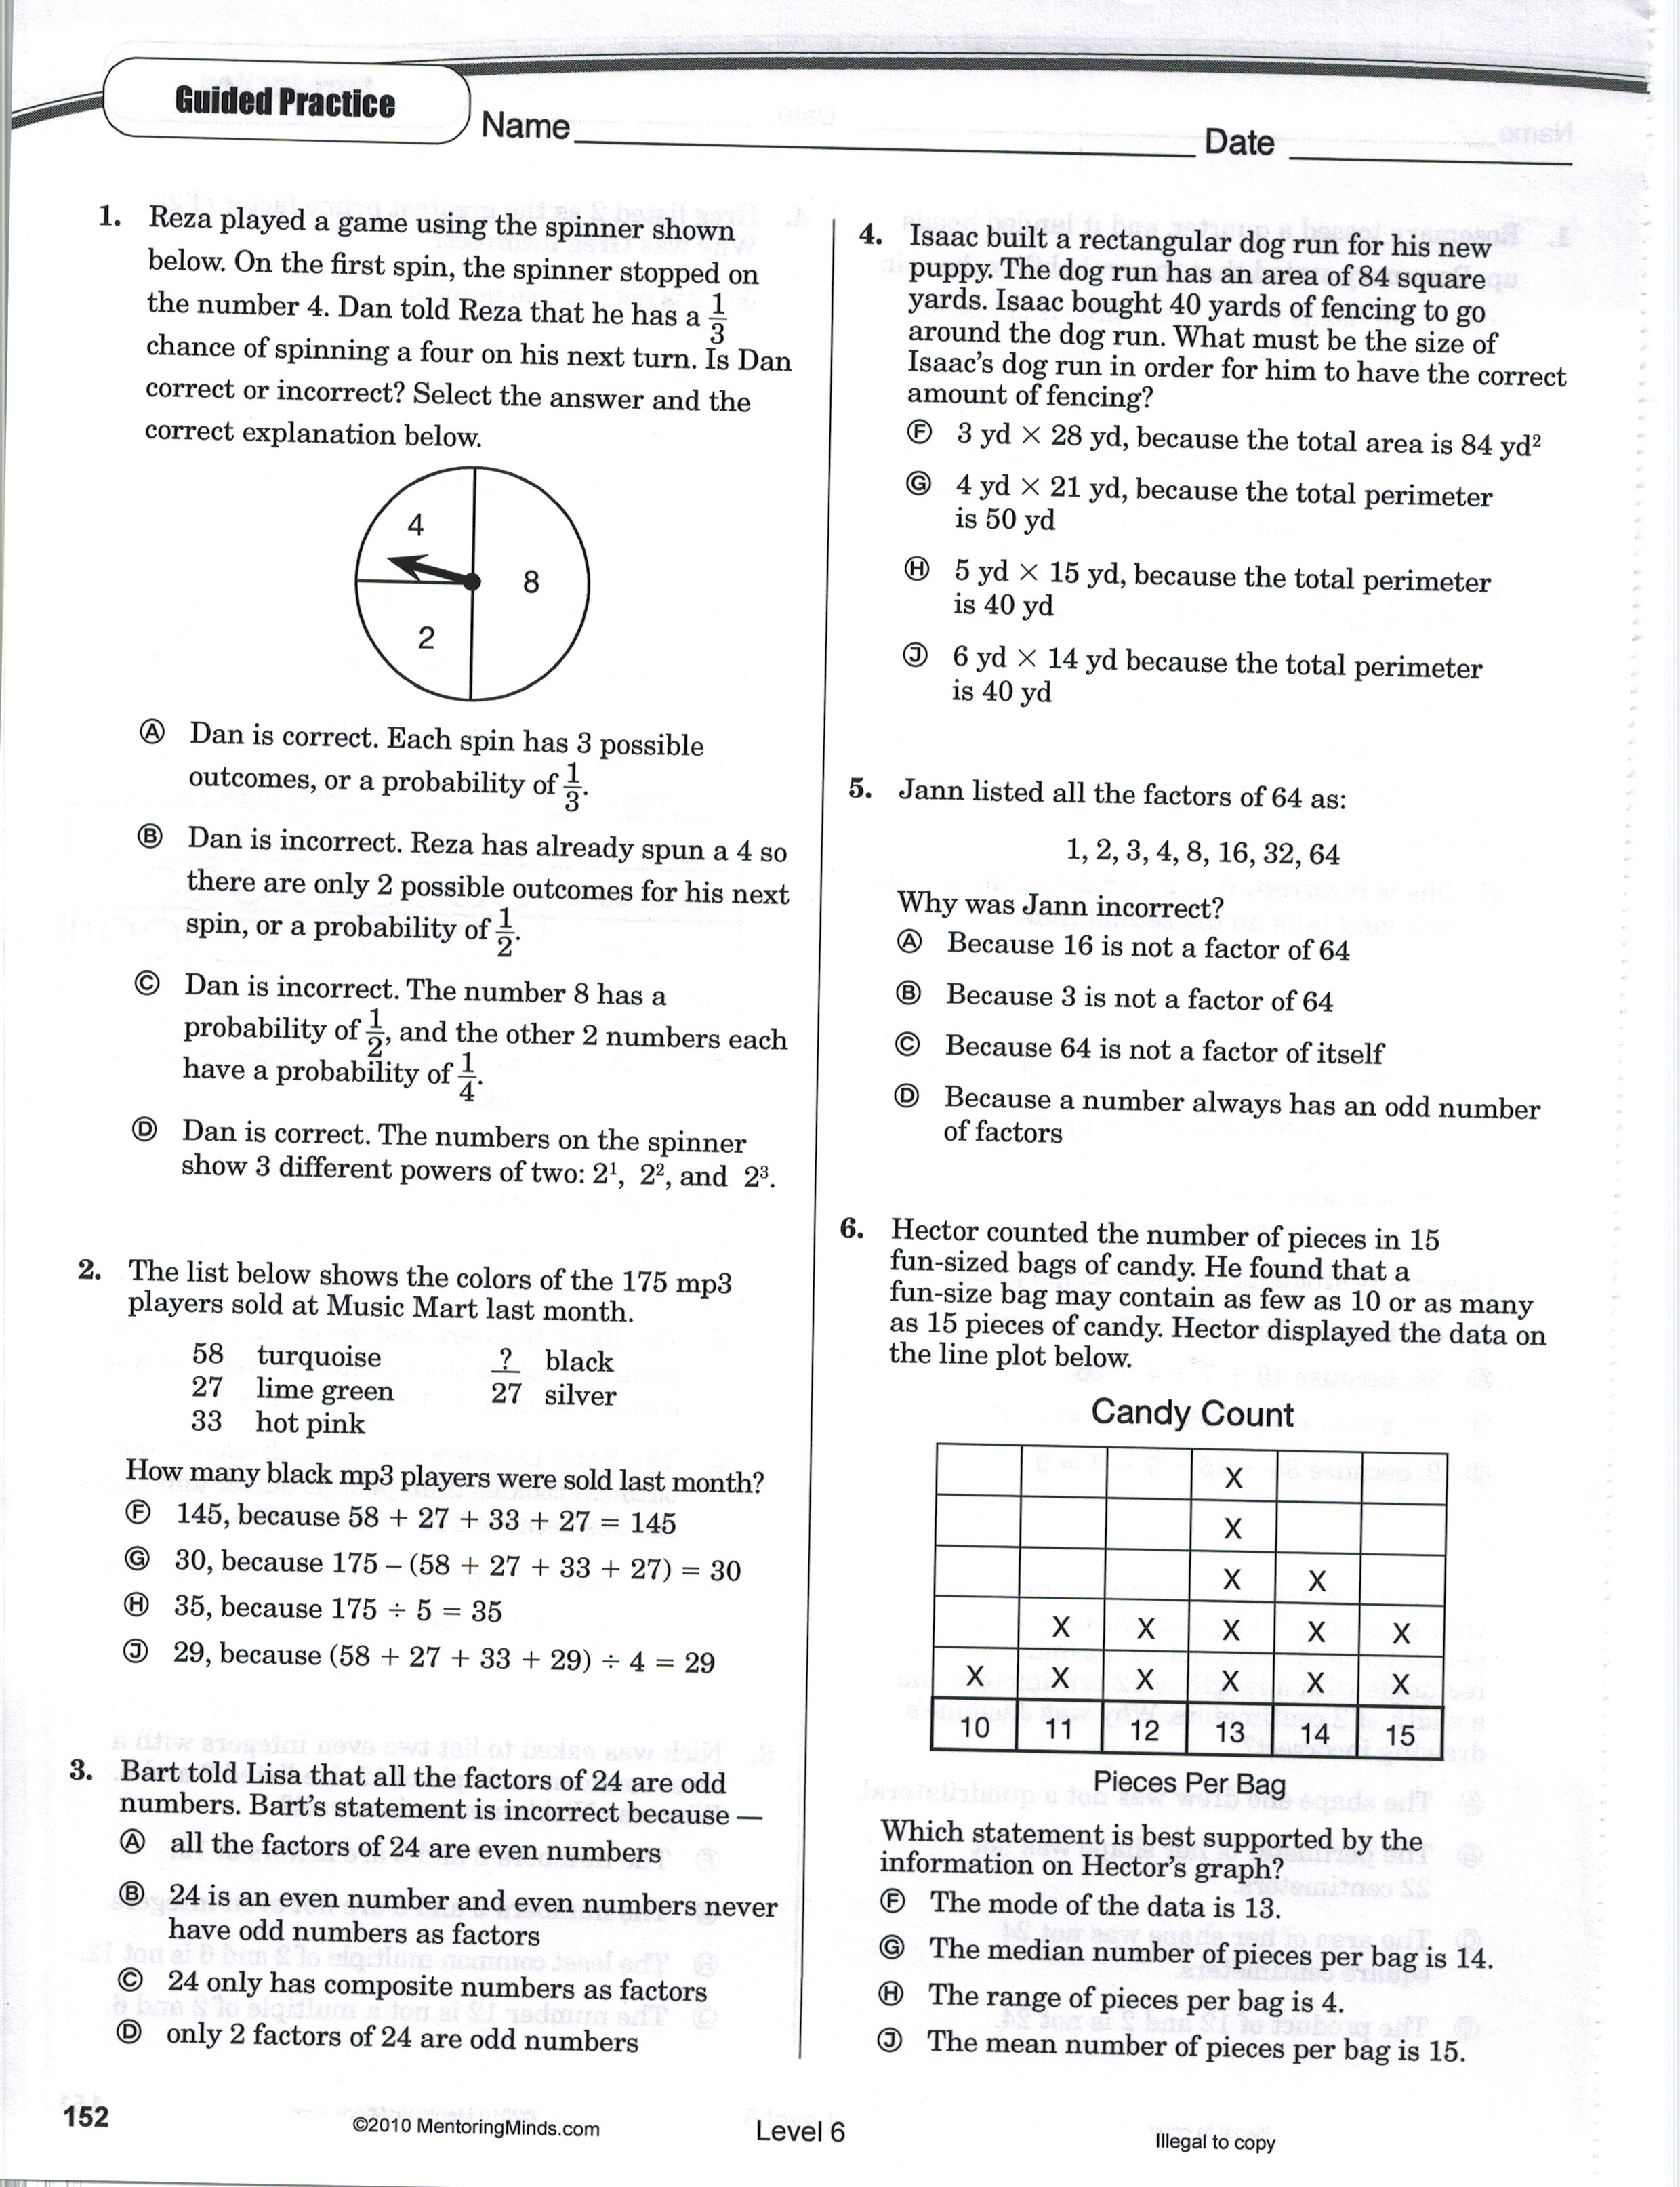 Guided Practice
Name
Date
1. Reza played a game using the spinner shown
below. On the first spin, the spinner stopped on
the number 4. Dan told Reza that he has a 1/3
chance of spinning a four on his next turn. Is Dan
correct or incorrect? Select the answer and the
correct explanation below.
4
8
2
Ⓐ Dan is correct. Each spin has 3 possible
outcomes, or a probability of 1/3.
Ⓑ Dan is incorrect. Reza has already spun a 4 so
there are only 2 possible outcomes for his next
spin, or a probability of 1/2.
Ⓒ Dan is incorrect. The number 8 has a
probability of 1/2, and the other 2 numbers each
have a probability of 1/4.
Ⓓ Dan is correct. The numbers on the spinner
show 3 different powers of two: 2¹, 2², and 2³.
2. The list below shows the colors of the 175 mp3
players sold at Music Mart last month.
58 turquoise ? black
27 lime green 27 silver
33 hot pink
How many black mp3 players were sold last month?
Ⓕ 145, because 58 + 27 + 33 + 27 = 145
Ⓖ 30, because 175 – (58 + 27 + 33 + 27) = 30
Ⓗ 35, because 175 ÷ 5 = 35
Ⓙ 29, because (58 + 27 + 33 + 29) ÷ 4 = 29
3. Bart told Lisa that all the factors of 24 are odd
numbers. Bart's statement is incorrect because —
Ⓐ all the factors of 24 are even numbers
Ⓑ 24 is an even number and even numbers never
have odd numbers as factors
Ⓒ 24 only has composite numbers as factors
Ⓓ only 2 factors of 24 are odd numbers
4. Isaac built a rectangular dog run for his new
puppy. The dog run has an area of 84 square
yards. Isaac bought 40 yards of fencing to go
around the dog run. What must be the size of
Isaac's dog run in order for him to have the correct
amount of fencing?
Ⓕ 3 yd × 28 yd, because the total area is 84 yd²
Ⓖ 4 yd × 21 yd, because the total perimeter
is 50 yd
Ⓗ 5 yd × 15 yd, because the total perimeter
is 40 yd
Ⓙ 6 yd × 14 yd because the total perimeter
is 40 yd
5. Jann listed all the factors of 64 as:
1, 2, 3, 4, 8, 16, 32, 64
Why was Jann incorrect?
Ⓐ Because 16 is not a factor of 64
Ⓑ Because 3 is not a factor of 64
Ⓒ Because 64 is not a factor of itself
Ⓓ Because a number always has an odd number
of factors
6. Hector counted the number of pieces in 15
fun-sized bags of candy. He found that a
fun-size bag may contain as few as 10 or as many
as 15 pieces of candy. Hector displayed the data on
the line plot below.
Candy Count
X
X
X X
X X X X X
X X X X X X
10 11 12 13 14 15
Pieces Per Bag
Which statement is best supported by the
information on Hector's graph?
Ⓕ The mode of the data is 13.
Ⓖ The median number of pieces per bag is 14.
Ⓗ The range of pieces per bag is 4.
Ⓙ The mean number of pieces per bag is 15.
152
©2010 MentoringMinds.com
Level 6
Illegal to copy